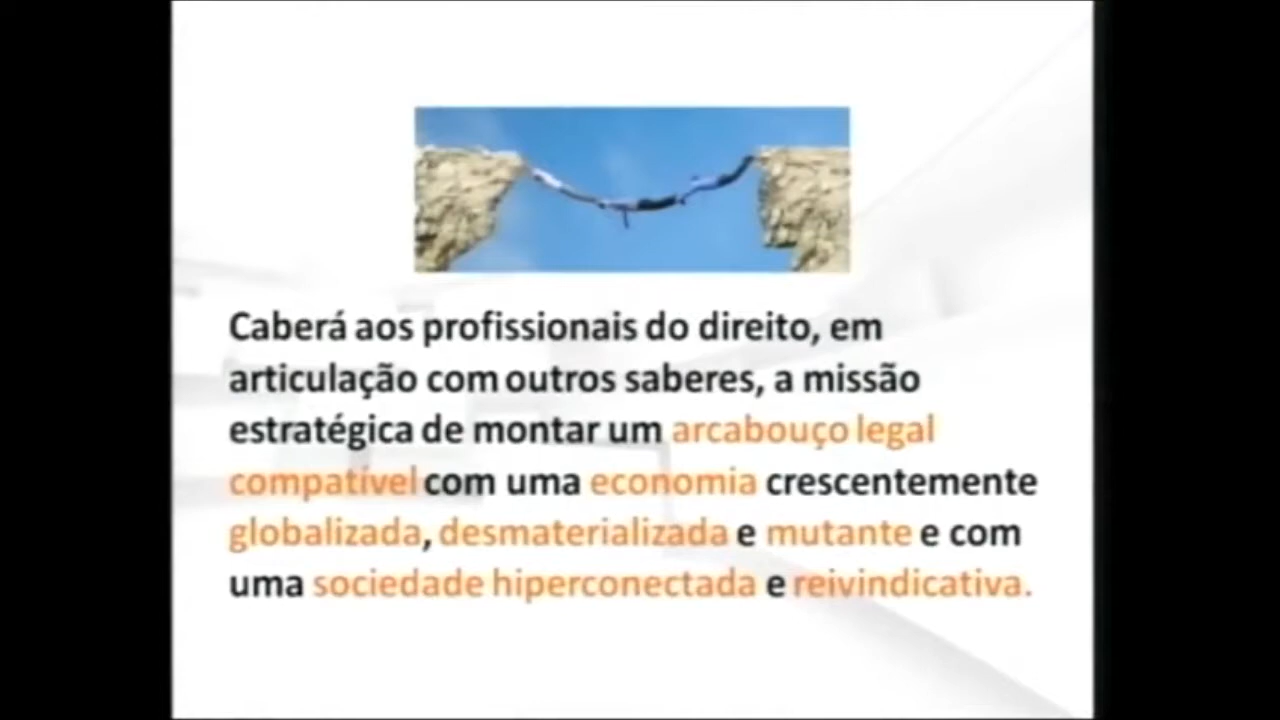 Caberá aos profissionais do direito, em
articulação com outros saberes, a missão
estratégica de montar um arcabouço legal
compatível com uma economia crescentemente
globalizada, desmaterializada e mutante e com
uma sociedade hiperconectada e reivindicativa.